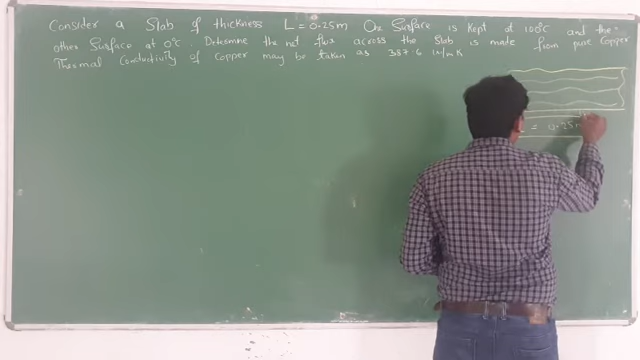 Consider a Slab of thickness L = 0.25m One Surface is Kept at 100°C and the
other Surface at 0°C. Determine the net flux across the Slab is made from pure Copper
Thermal Conductivity of Copper may be taken as 387.6 W/m K
= 0.25m